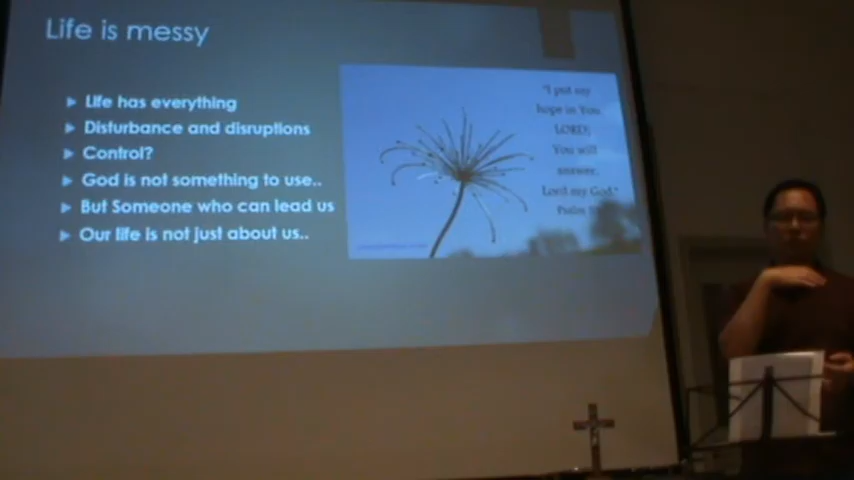 Life is messy
Life has everything
Disturbance and disruptions
Control?
God is not something to use..
But Someone who can lead us
Our life is not just about us..
"I put my
hope in You
LORD;
You will
answer,
Lord my God."
Psalm